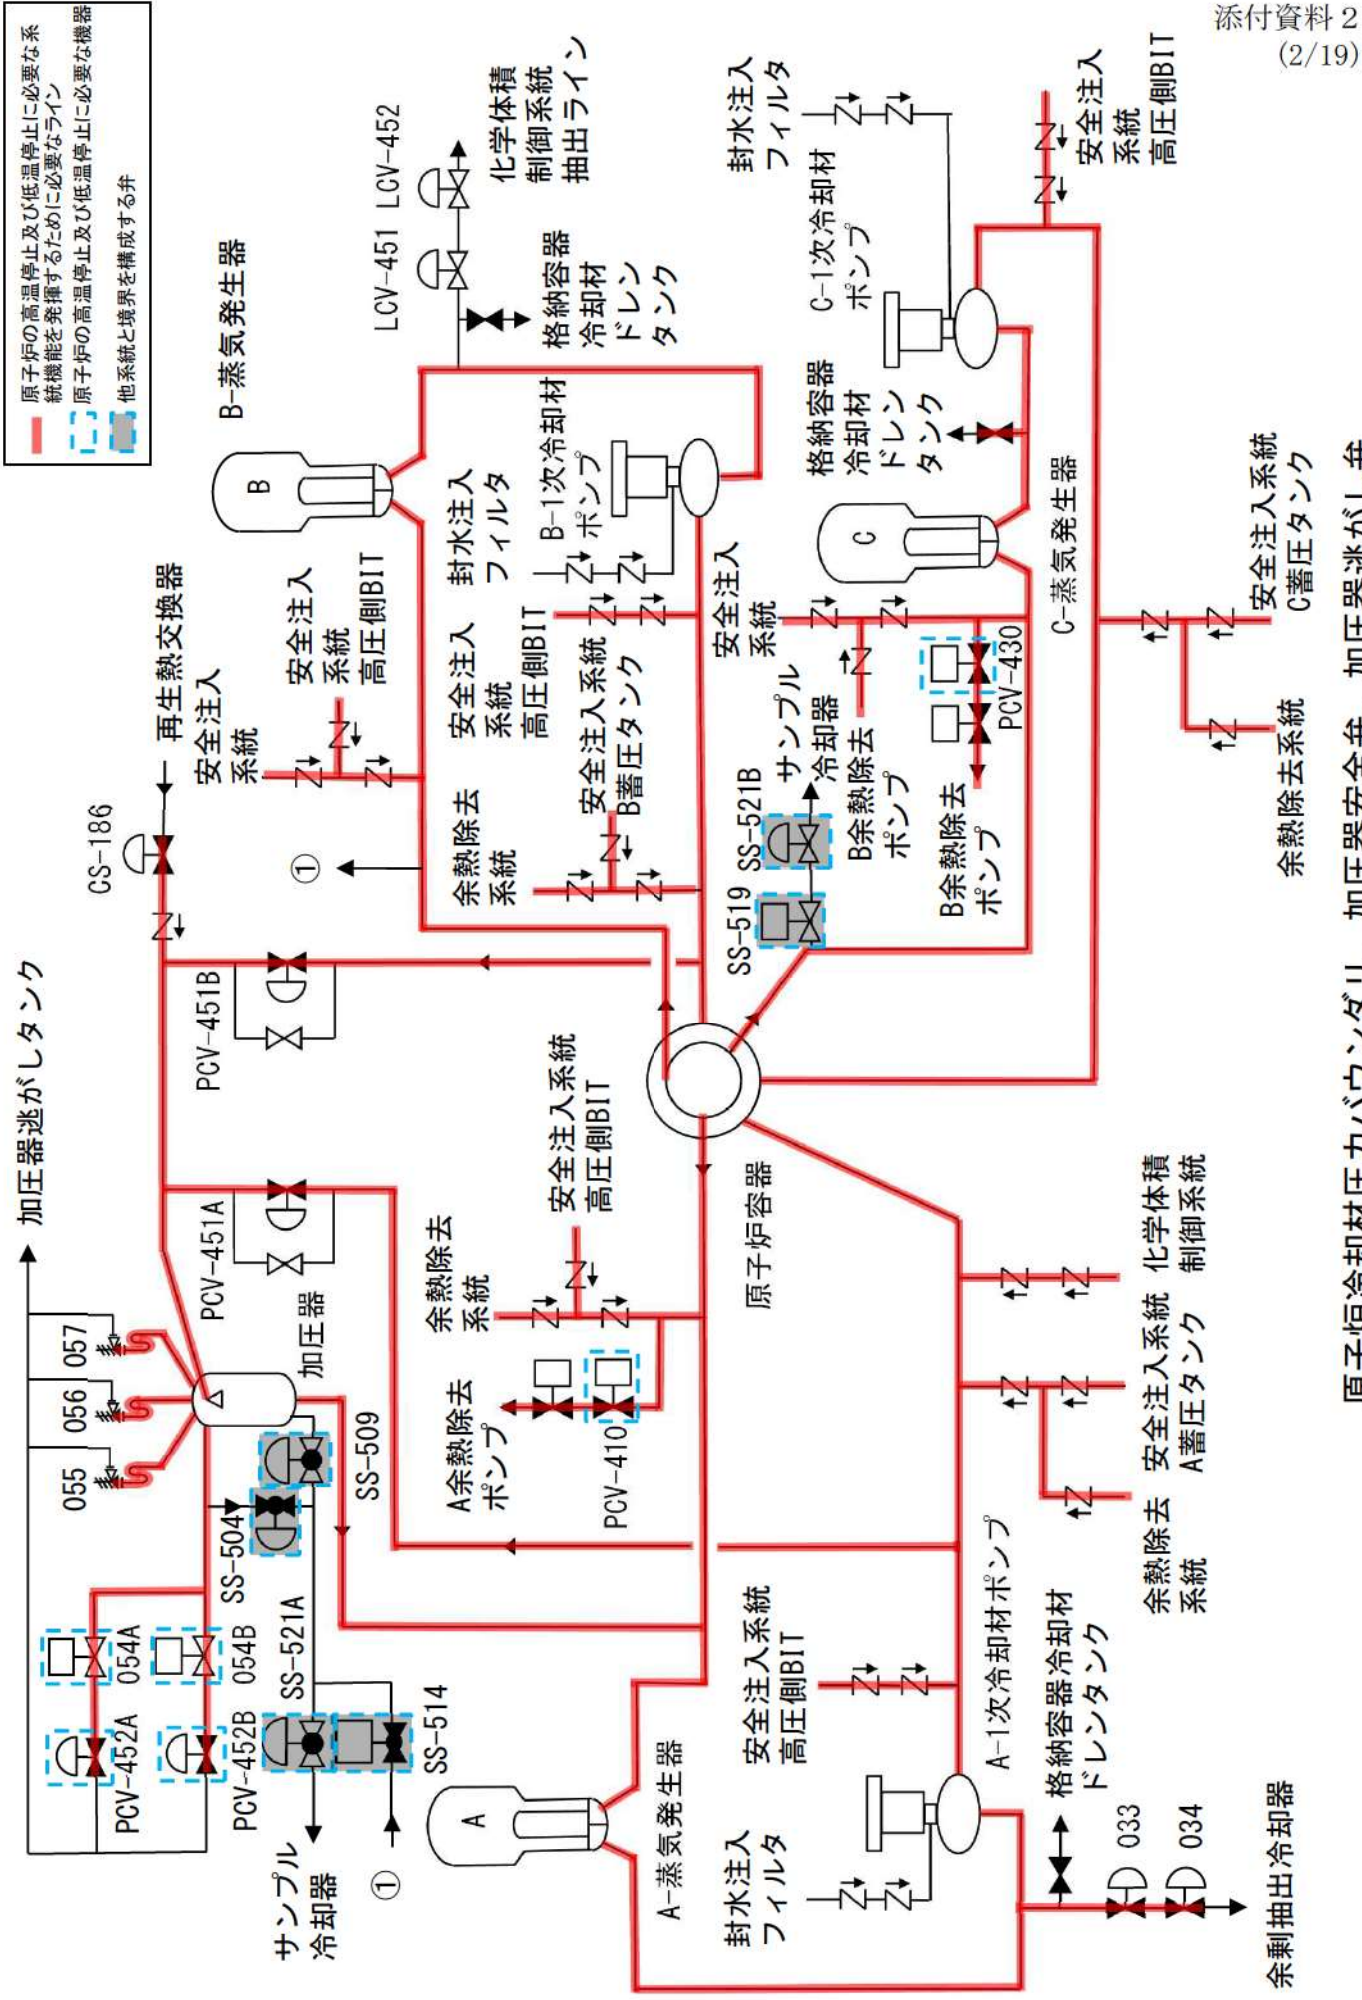 添付資料２
(2/19)
原子炉の高温停止及び低温停止に必要な系
統機能を発揮するために必要なライン
原子炉の高温停止及び低温停止に必要な機器
他系統と境界を構成する弁
加圧器逃がしタンク
057
056
055
加圧器
PCV-451A
PCV-451B
CS-186
再生熱交換器
安全注入
系統
安全注入
系統
高圧側BIT
①
B-蒸気発生器
B
LCV-451
LCV-452
化学体積
制御系統
抽出ライン
格納容器
冷却材
ドレン
タンク
B-1次冷却材
ポンプ
封水注入
フィルタ
安全注入
系統
高圧側BIT
安全注入系統
B蓄圧タンク
余熱除去
系統
封水注入
フィルタ
C-1次冷却材
ポンプ
安全注入
系統
高圧側BIT
格納容器
冷却材
ドレン
タンク
C
C-蒸気発生器
安全注入
系統
サンプル
冷却器
SS-521B
SS-519
B余熱除去
ポンプ
B余熱除去
ポンプ
PCV-430
安全注入系統
C蓄圧タンク
余熱除去系統
原子炉容器
安全注入系統
高圧側BIT
余熱除去
系統
A余熱除去
ポンプ
PCV-410
SS-509
SS-504
054A
054B
PCV-452A
PCV-452B
SS-521A
SS-514
サンプル
冷却器
①
A
A-蒸気発生器
安全注入系統
高圧側BIT
封水注入
フィルタ
A-1次冷却材ポンプ
化学体積
制御系統
安全注入系統
A蓄圧タンク
余熱除去
系統
格納容器冷却材
ドレンタンク
033
034
余剰抽出冷却器